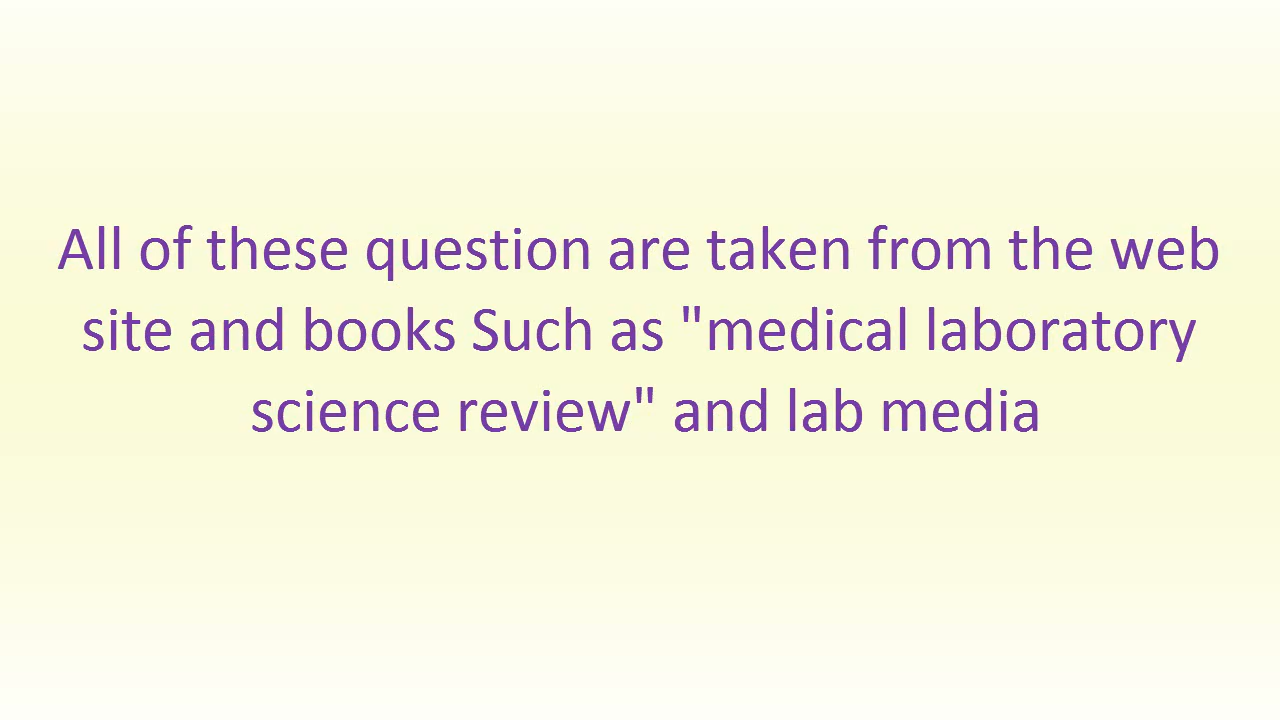 All of these question are taken from the web
site and books Such as "medical laboratory
science review" and lab media